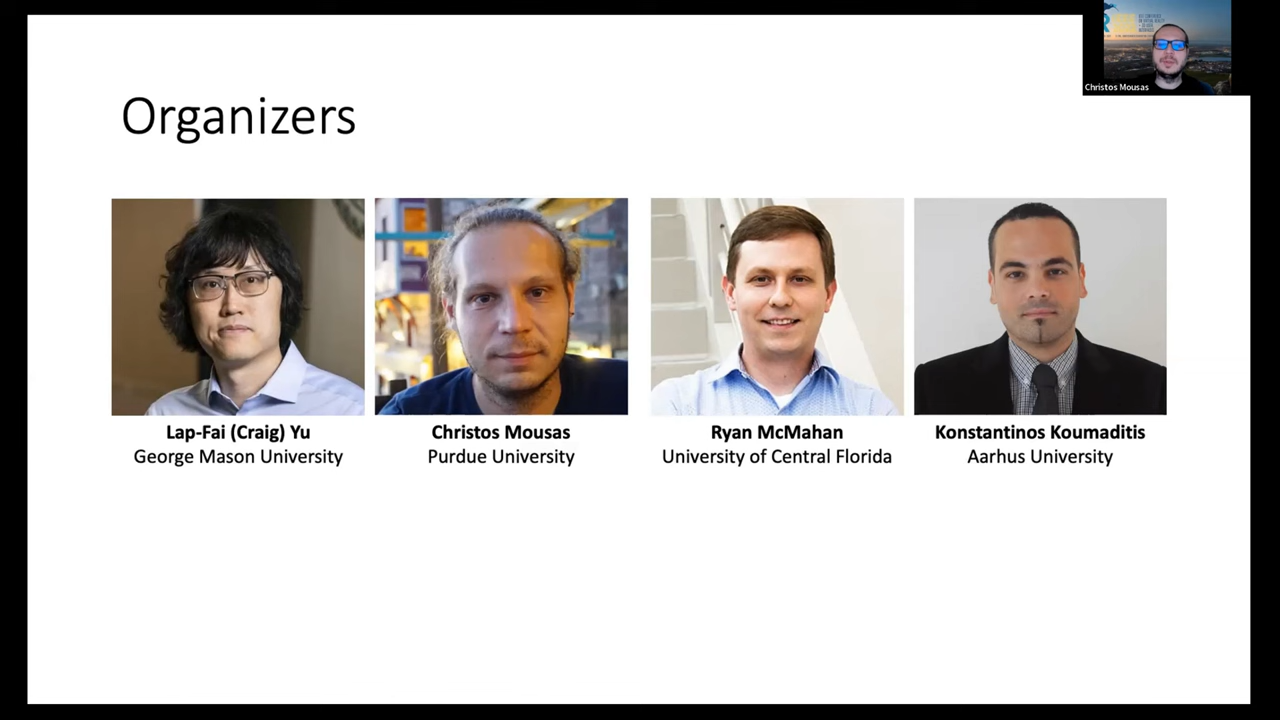 Organizers
Christos Mousas
Lap-Fai (Craig) Yu
George Mason University
Christos Mousas
Purdue University
Ryan McMahan
University of Central Florida
Konstantinos Koumaditis
Aarhus University